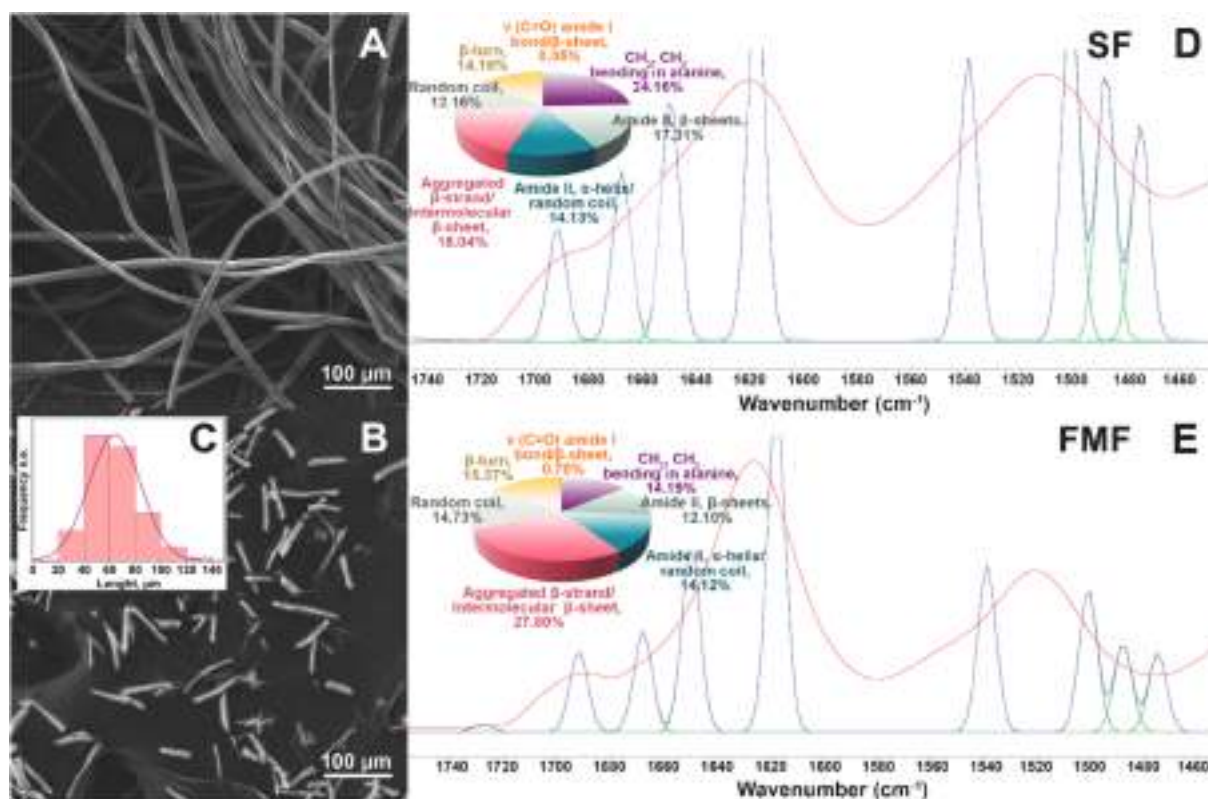 A
100 µm
C
B
Frequency n.o.
0 20 40 60 80 100 120 140
Lenght, µm
100 µm
SF D
ν (C=O) amide I
bond/β-sheet,
β-turn,
14.16%
CH₃, CH₂
bending in alanine,
24.16%
Random coil,
12.16%
Amide II, β-sheets,
17.31%
Aggregated
β-strand/
intermolecular
β-sheet,
18.04%
Amide II, α-helix/
random coil,
14.13%
1740 1720 1700 1680 1660 1640 1620 1600 1580 1560 1540 1520 1500 1480 1460
Wavenumber (cm⁻¹)
FMF E
ν (C=O) amide I
bond/β-sheet,
0.70%
β-turn,
15.37%
CH₃, CH₂
bending in alanine,
14.19%
Random coil,
14,73%
Amide II, β-sheets,
12.10%
Amide II, α-helix/
random coil,
14.12%
Aggregated β-strand/
intermolecular β-sheet,
27.80%
1740 1720 1700 1680 1660 1640 1620 1600 1580 1560 1540 1520 1500 1480 1460
Wavenumber (cm⁻¹)